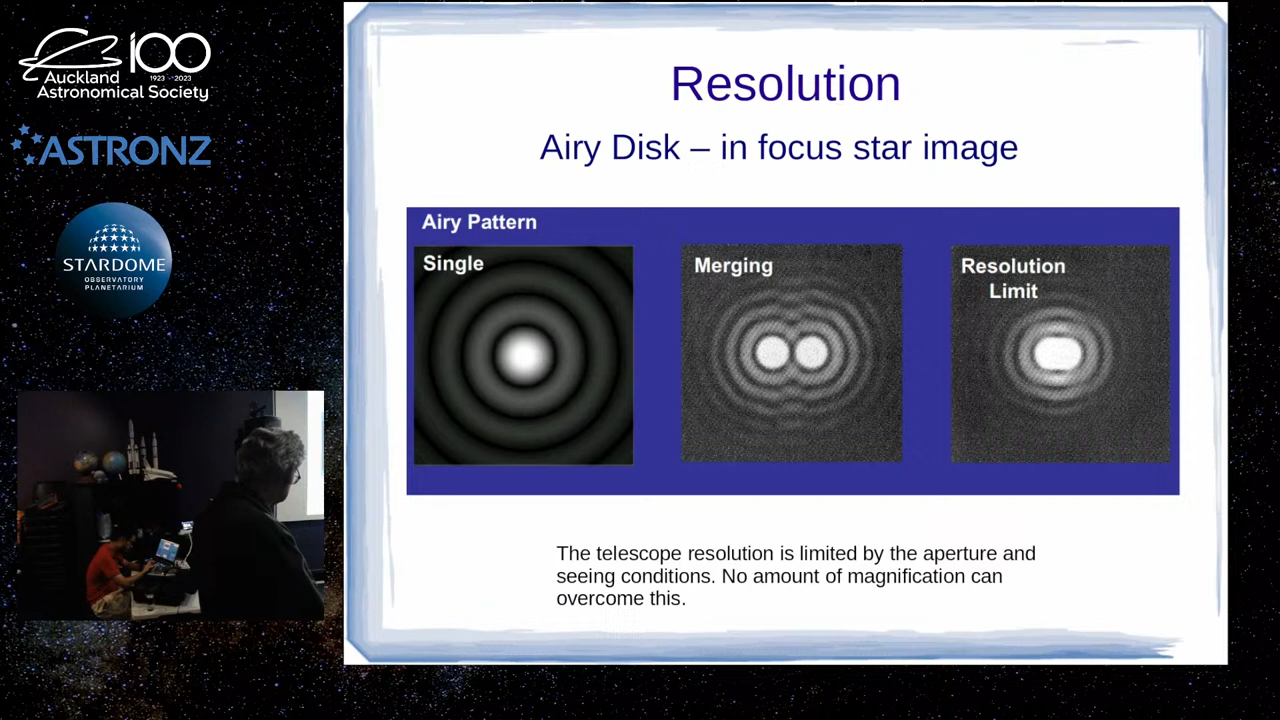 100
1923 2023
Auckland
Astronomical Society
ASTRONZ
STARDOME
OBSERVATORY
PLANETARIUM
Resolution
Airy Disk – in focus star image
Airy Pattern
Single
Merging
Resolution
Limit
The telescope resolution is limited by the aperture and
seeing conditions. No amount of magnification can
overcome this.